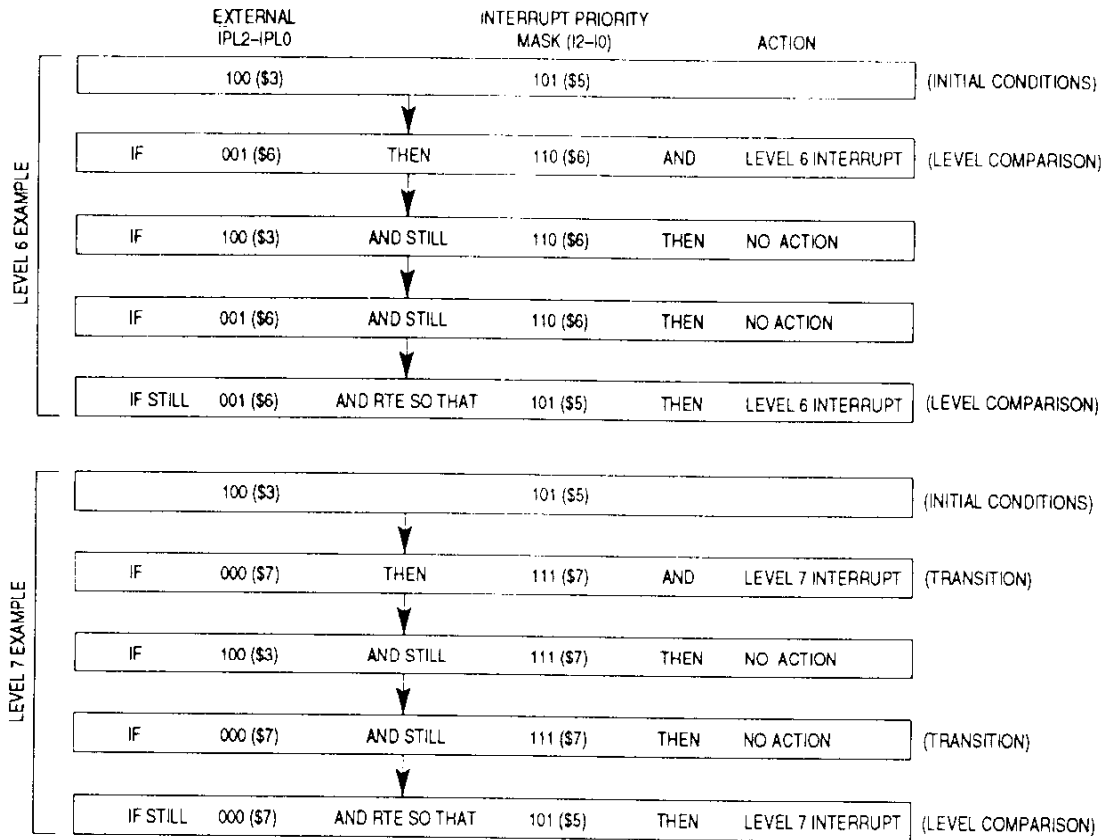 EXTERNAL INTERRUPT PRIORITY
IPL2–IPL0 MASK (I2–I0) ACTION
100 ($3) 101 ($5) (INITIAL CONDITIONS)
IF 001 ($6) THEN 110 ($6) AND LEVEL 6 INTERRUPT (LEVEL COMPARISON)
IF 100 ($3) AND STILL 110 ($6) THEN NO ACTION
IF 001 ($6) AND STILL 110 ($6) THEN NO ACTION
IF STILL 001 ($6) AND RTE SO THAT 101 ($5) THEN LEVEL 6 INTERRUPT (LEVEL COMPARISON)
LEVEL 6 EXAMPLE
100 ($3) 101 ($5) (INITIAL CONDITIONS)
IF 000 ($7) THEN 111 ($7) AND LEVEL 7 INTERRUPT (TRANSITION)
IF 100 ($3) AND STILL 111 ($7) THEN NO ACTION
IF 000 ($7) AND STILL 111 ($7) THEN NO ACTION (TRANSITION)
IF STILL 000 ($7) AND RTE SO THAT 101 ($5) THEN LEVEL 7 INTERRUPT (LEVEL COMPARISON)
LEVEL 7 EXAMPLE